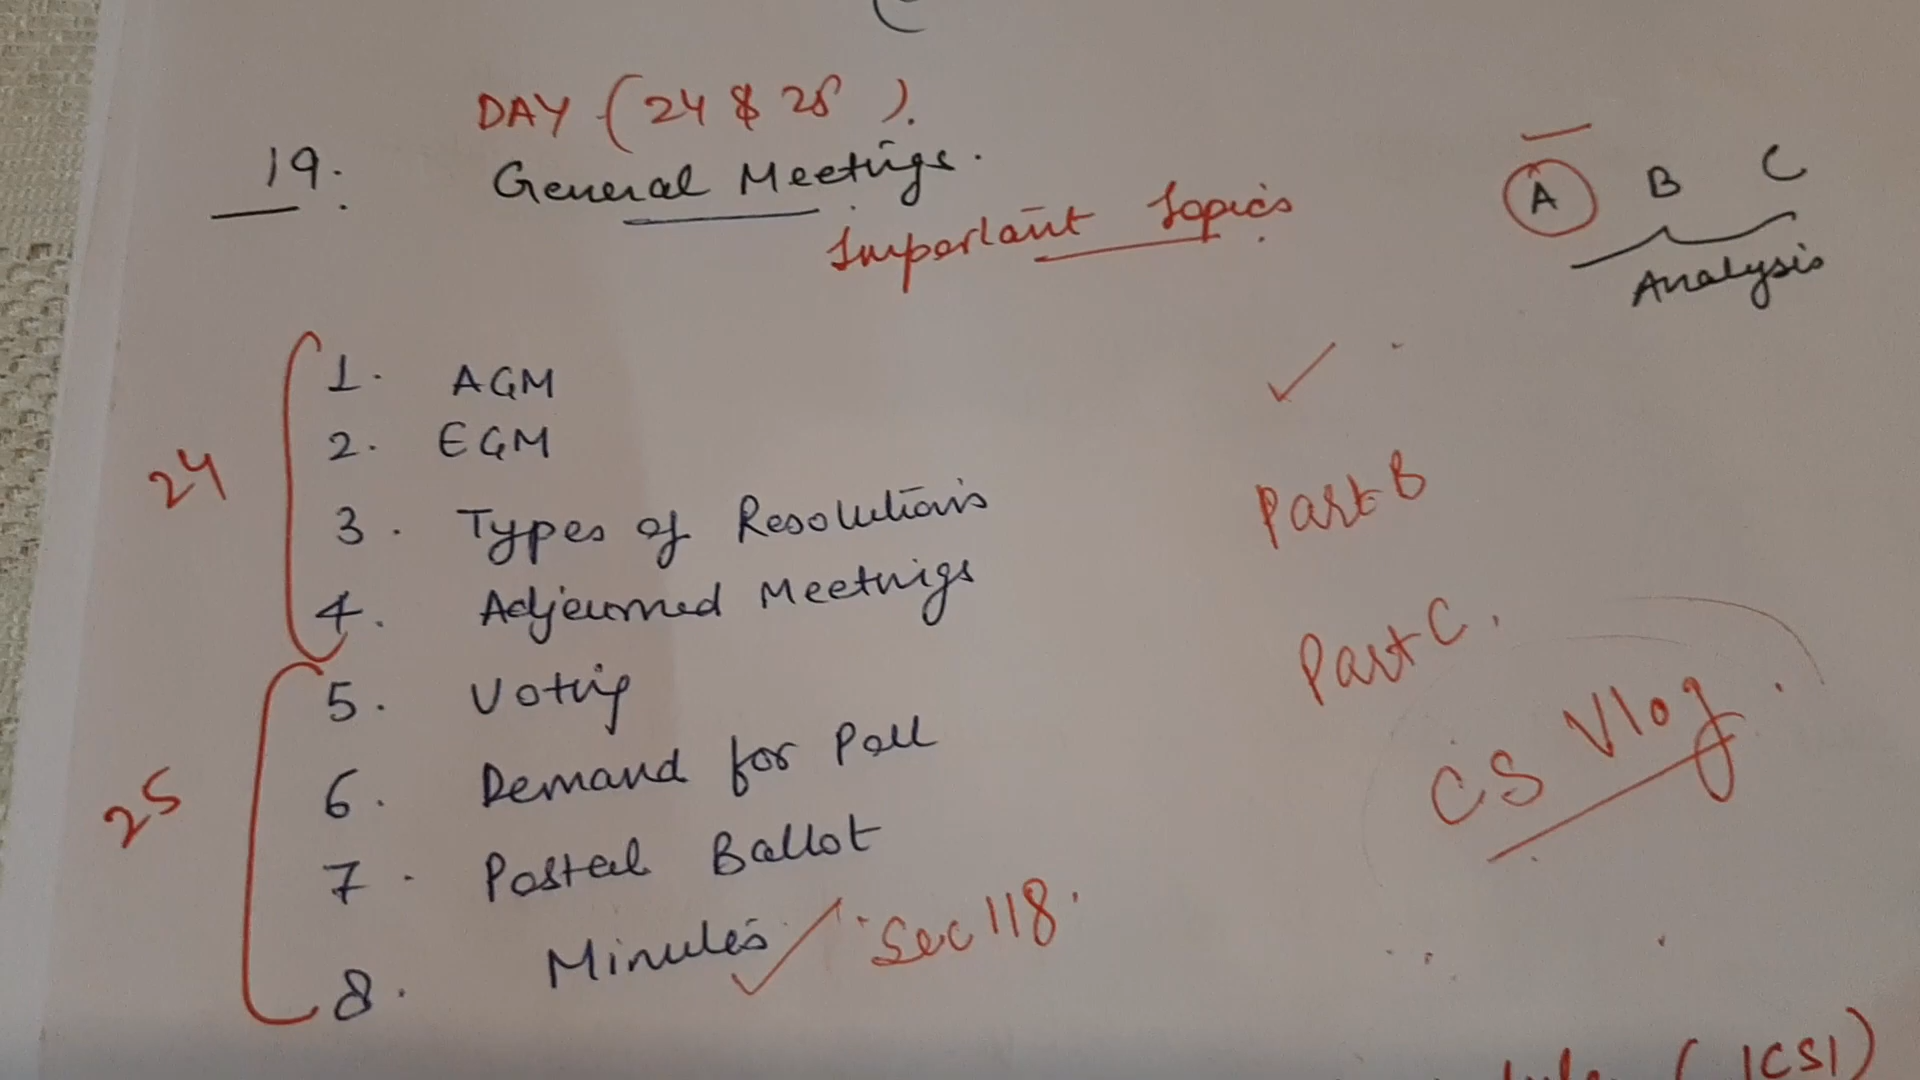 DAY (24 & 25).
19. General Meetings.
Important Topics
A B C
Analysis
24
1. AGM
2. EGM
3. Types of Resolutions
4. Adjourned Meetings
25
5. Voting
6. Demand for Poll
7. Postal Ballot
8. Minutes Sec 118.
Part B
Part C.
CS Vlog.
(ICSI)